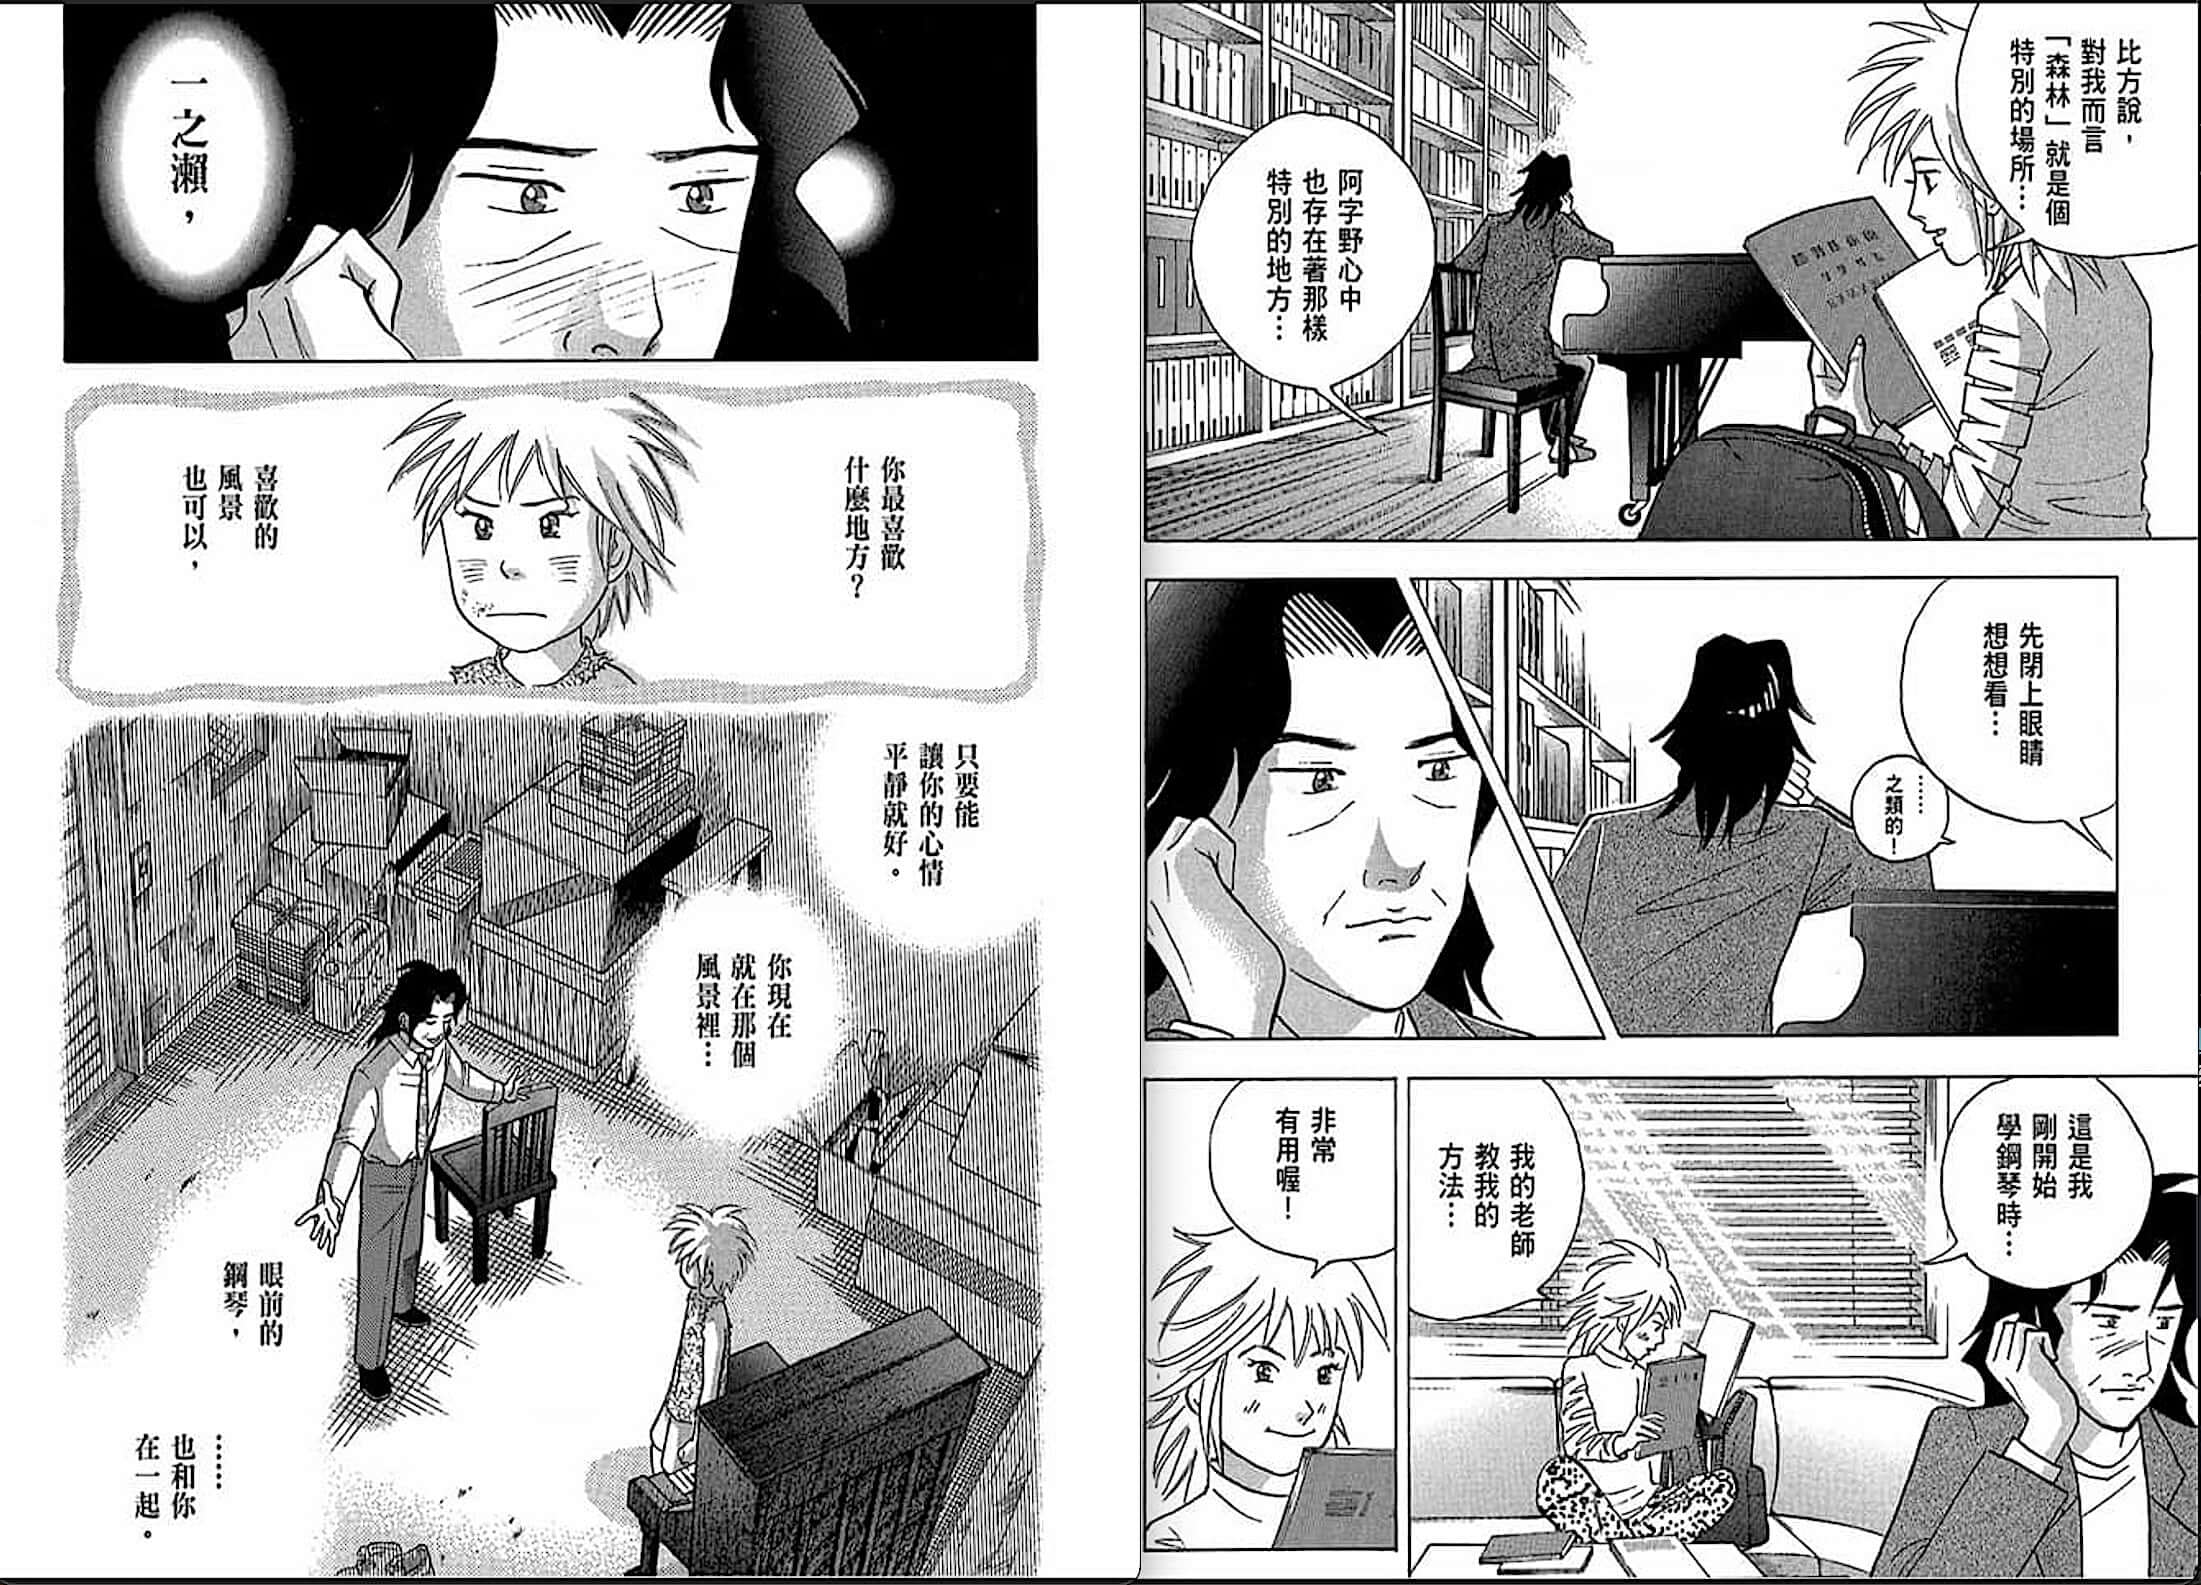 比方說，
對我而言
「森林」就是個
特別的場所…
阿字野心中
也存在著那樣
特別的地方…
先閉上眼睛
想想看…
……
之類的！
這是我
剛開始
學鋼琴時…
我的老師
教我的
方法…
非常
有用喔！
一之瀨，
你最喜歡
什麼地方？
喜歡的
風景
也可以，
只要能
讓你的心情
平靜就好。
你現在
就在那個
風景裡…
眼前的
鋼琴，
……
也和你
在一起。